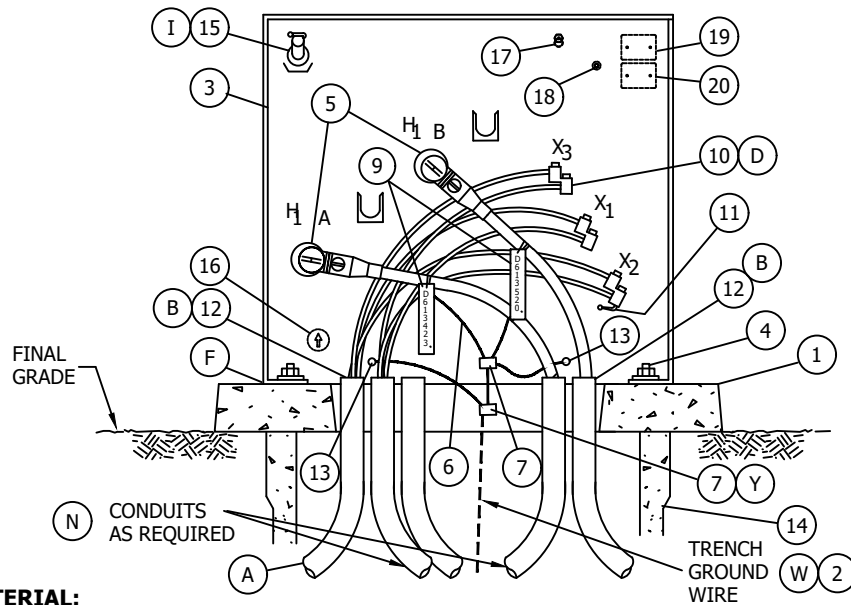 I 15
17
19
3
18
20
5
H1 B
X3
10 D
9
X1
11
H1 A
B
16
D613520.
X2
12
B 12
D613423.
13
4
FINAL
GRADE
F
1
13
6
7
7 Y
N
CONDUITS
AS REQUIRED
14
A
TRENCH
GROUND
WIRE
W 2
TERIAL: